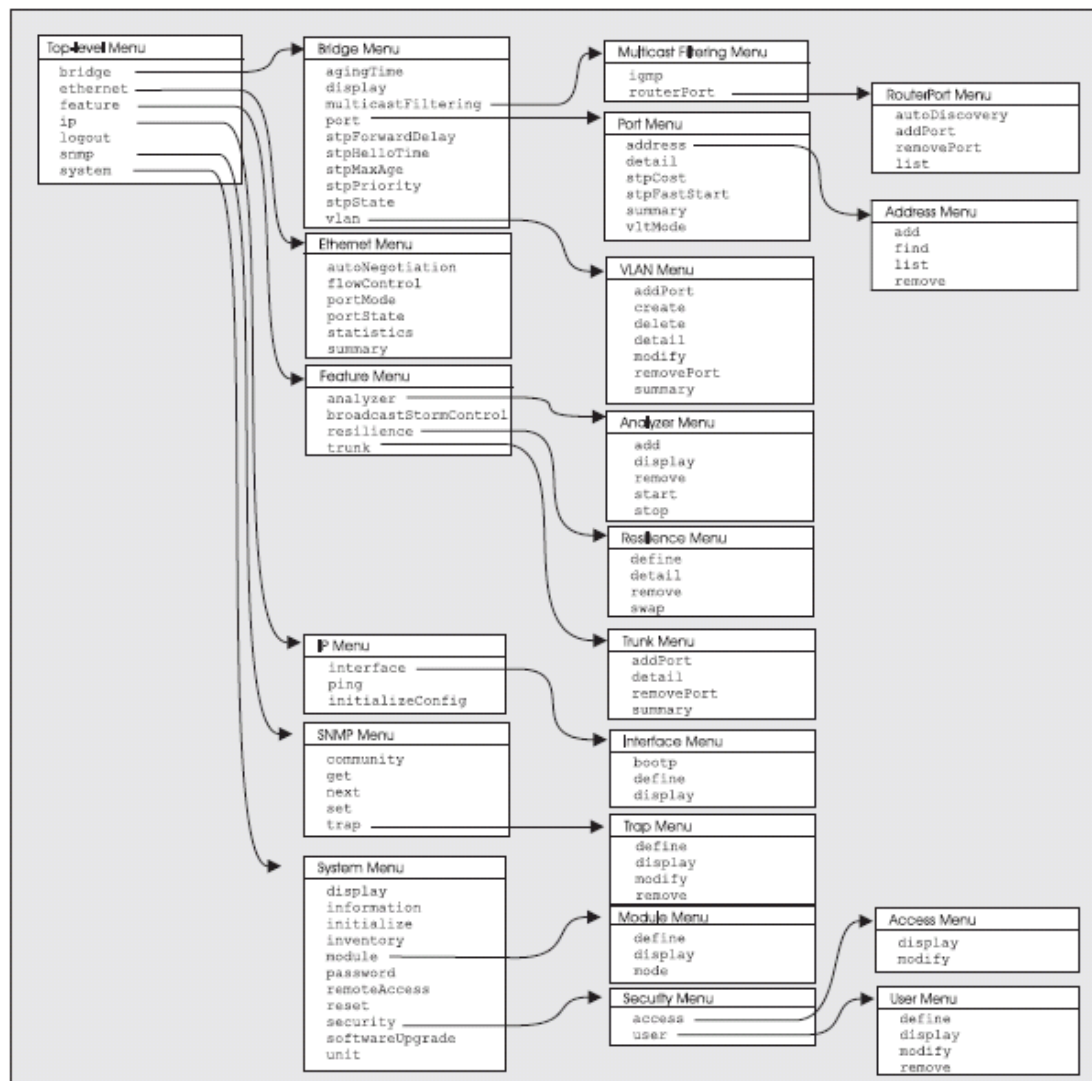 Top-level Menu
bridge
ethernet
feature
ip
logout
snmp
system
Bridge Menu
agingTime
display
multicastFiltering
port
stpForwardDelay
stpHelloTime
stpMaxAge
stpPriority
stpState
vlan
Ethernet Menu
autoNegotiation
flowControl
portMode
portState
statistics
summary
Feature Menu
analyzer
broadcastStormControl
resilience
trunk
IP Menu
interface
ping
initializeConfig
SNMP Menu
community
get
next
set
trap
System Menu
display
information
initialize
inventory
module
password
remoteAccess
reset
security
softwareUpgrade
unit
Multicast Filtering Menu
igmp
routerPort
Port Menu
address
detail
stpCost
stpFastStart
summary
vltMode
VLAN Menu
addPort
create
delete
detail
modify
removePort
summary
Analyzer Menu
add
display
remove
start
stop
Resilience Menu
define
detail
remove
swap
Trunk Menu
addPort
detail
removePort
summary
Interface Menu
bootp
define
display
Trap Menu
define
display
modify
remove
Module Menu
define
display
mode
Security Menu
access
user
RouterPort Menu
autoDiscovery
addPort
removePort
list
Address Menu
add
find
list
remove
Access Menu
display
modify
User Menu
define
display
modify
remove